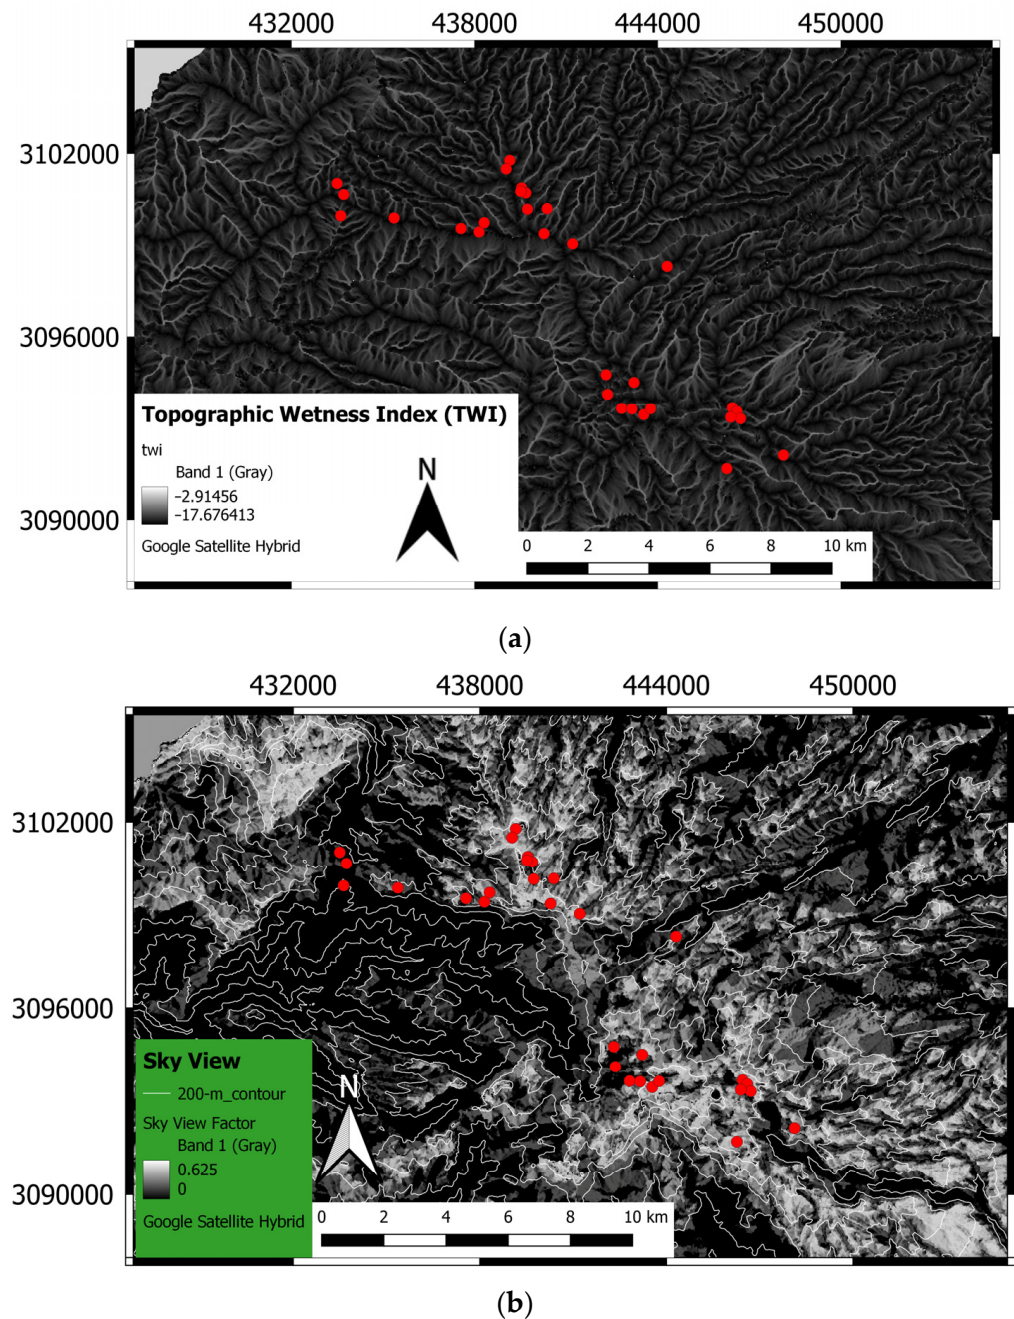 432000 438000 444000 450000
3102000
3096000
3090000
Topographic Wetness Index (TWI)
twi
Band 1 (Gray)
-2.91456
-17.676413
Google Satellite Hybrid
N
0 2 4 6 8 10 km
(a)
432000 438000 444000 450000
3102000
3096000
3090000
Sky View
200-m_contour
Sky View Factor
Band 1 (Gray)
0.625
0
Google Satellite Hybrid
N
0 2 4 6 8 10 km
(b)